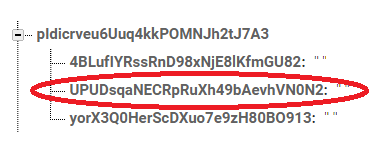 pldicrveu6Uuq4kkPOMNJh2tJ7A3
4BLuflYRssRnD98xNjE8lKfmGU82: " "
UPUDsqaNECRpRuXh49bAevhVN0N2: " "
yorX3Q0HerScDXuo7e9zH80BO913: " "